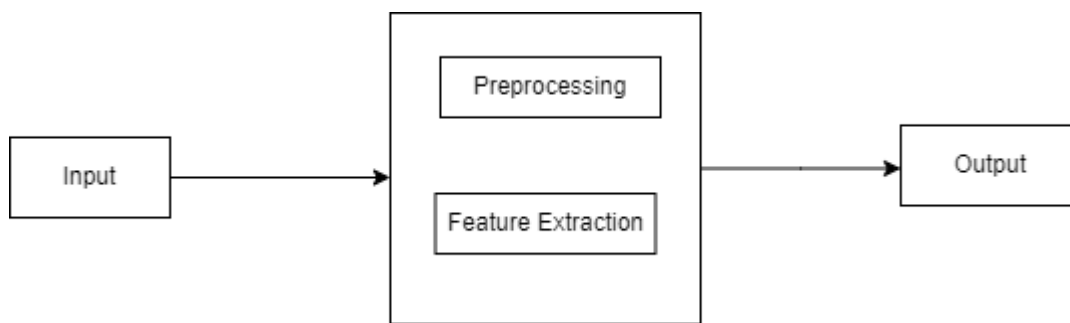 Preprocessing
Input
Output
Feature Extraction